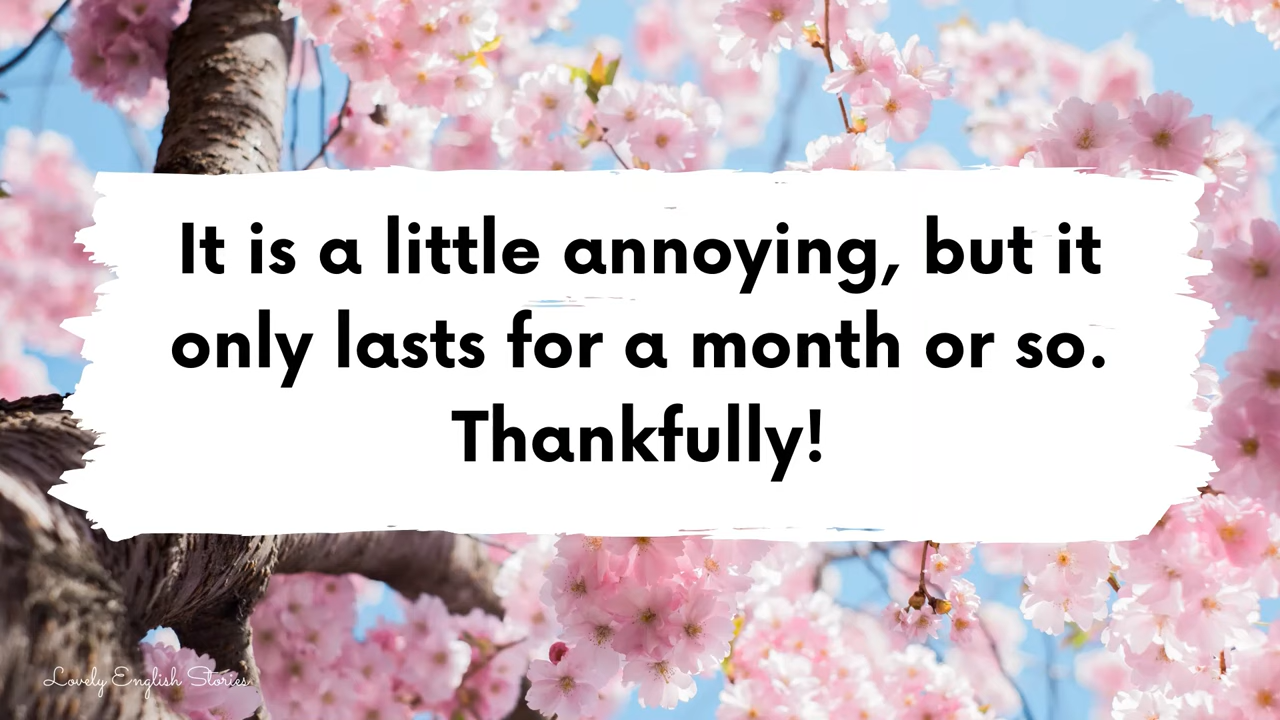 It is a little annoying, but it
only lasts for a month or so.
Thankfully!
Lovely English Stories